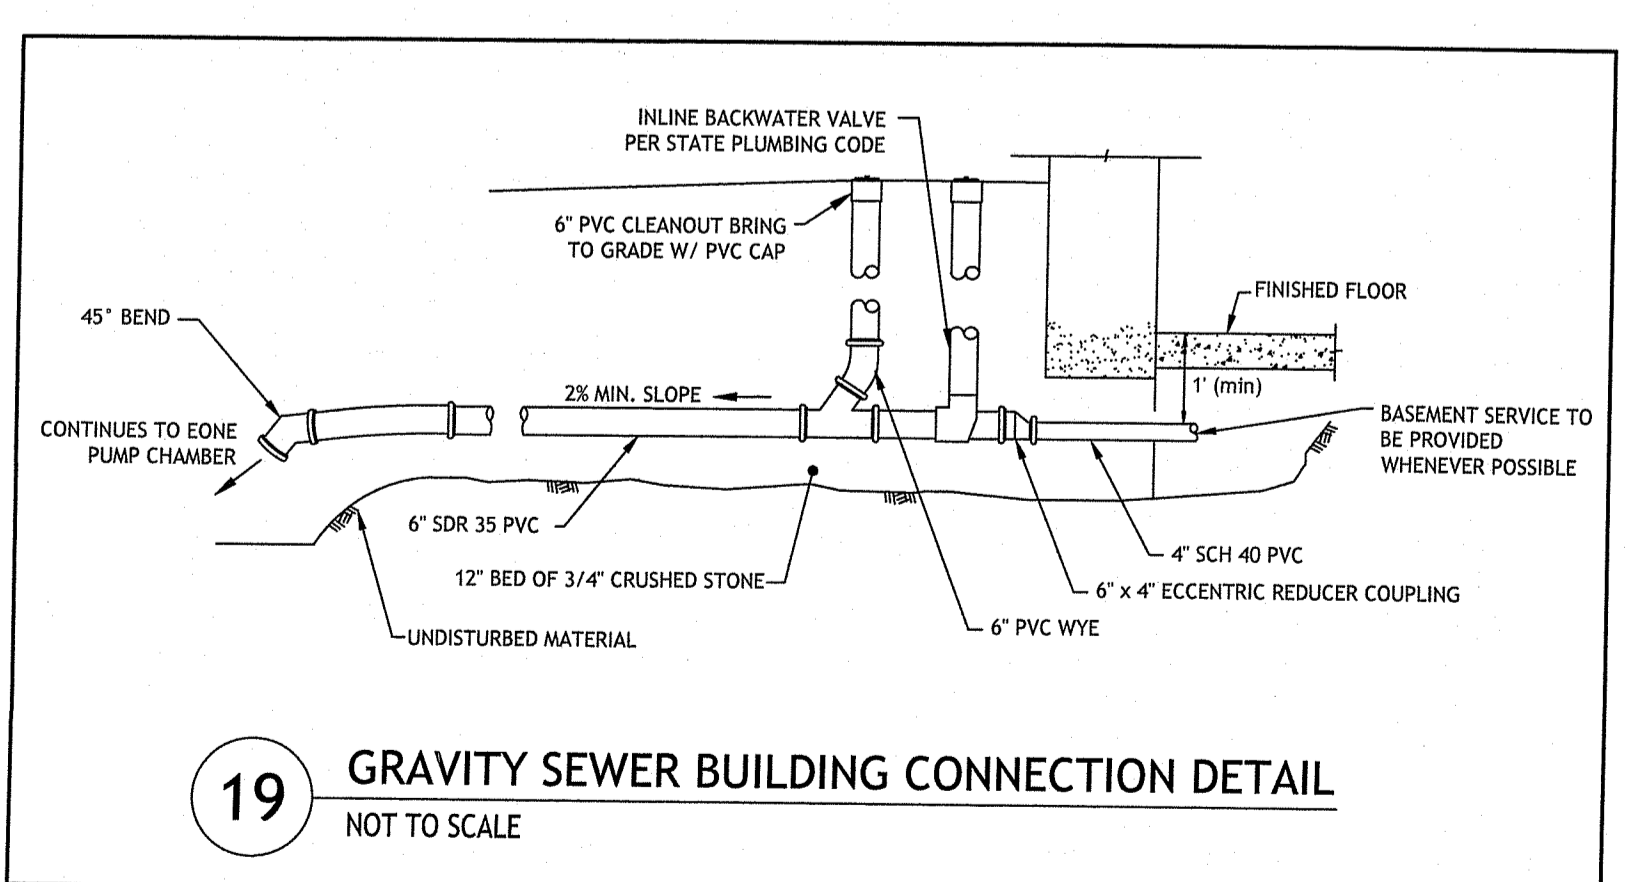 INLINE BACKWATER VALVE
PER STATE PLUMBING CODE
6" PVC CLEANOUT BRING
TO GRADE W/ PVC CAP
FINISHED FLOOR
45° BEND
2% MIN. SLOPE
1' (min)
CONTINUES TO EONE
PUMP CHAMBER
BASEMENT SERVICE TO
BE PROVIDED
WHENEVER POSSIBLE
6" SDR 35 PVC
4" SCH 40 PVC
12" BED OF 3/4" CRUSHED STONE
6" x 4" ECCENTRIC REDUCER COUPLING
6" PVC WYE
UNDISTURBED MATERIAL
19
GRAVITY SEWER BUILDING CONNECTION DETAIL
NOT TO SCALE